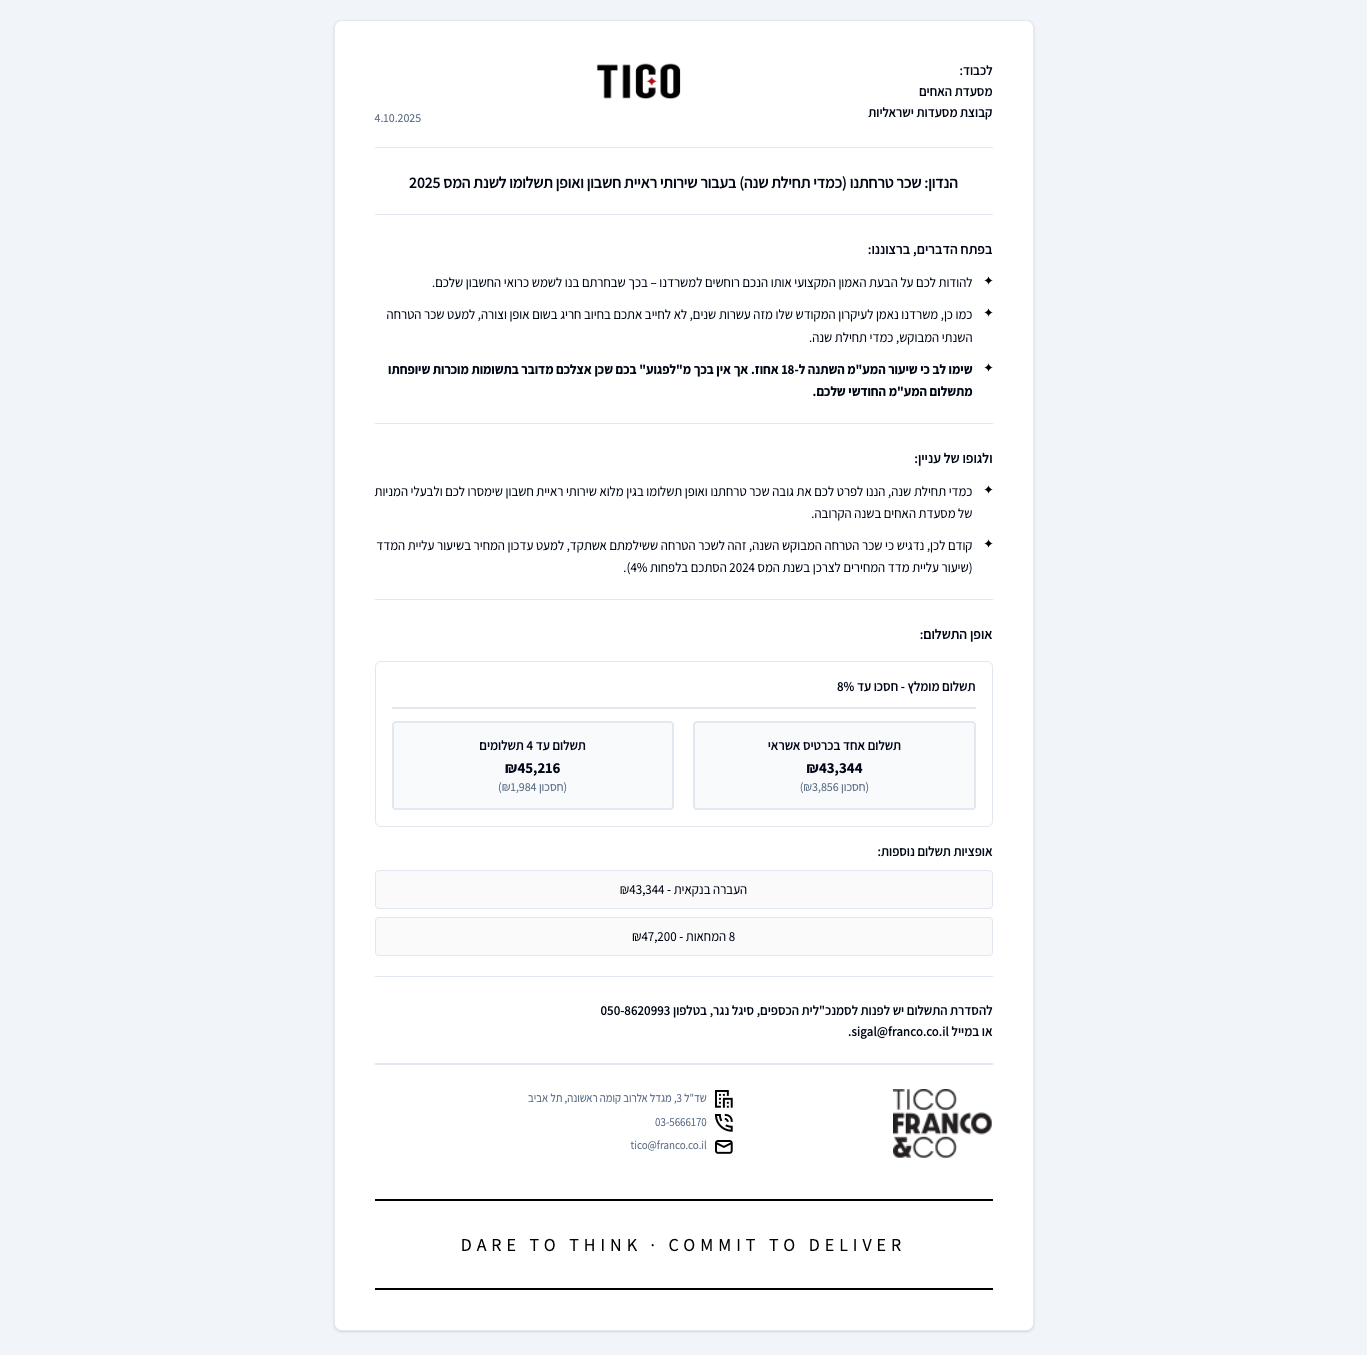 לכבוד:
מסעדת האחים
קבוצת מסעדות ישראליות
TICO
4.10.2025
הנדון: שכר טרחתנו (כמדי תחילת שנה) בעבור שירותי ראיית חשבון ואופן תשלומו לשנת המס 2025
בפתח הדברים, ברצוננו:
✦ להודות לכם על הבעת האמון המקצועי אותו הנכם רוחשים למשרדנו – בכך שבחרתם בנו לשמש כרואי החשבון שלכם.
✦ כמו כן, משרדנו נאמן לעיקרון המקודש שלו מזה עשרות שנים, לא לחייב אתכם בחיוב חריג בשום אופן וצורה, למעט שכר הטרחה
השנתי המבוקש, כמדי תחילת שנה.
✦ שימו לב כי שיעור המע"מ השתנה ל-18 אחוז. אך אין בכך מ"לפגוע" בכם שכן אצלכם מדובר בתשומות מוכרות שיופחתו
מתשלום המע"מ החודשי שלכם.
ולגופו של עניין:
✦ כמדי תחילת שנה, הננו לפרט לכם את גובה שכר טרחתנו ואופן תשלומו בגין מלוא שירותי ראיית חשבון שימסרו לכם ולבעלי המניות
של מסעדת האחים בשנה הקרובה.
✦ קודם לכן, נדגיש כי שכר הטרחה המבוקש השנה, זהה לשכר הטרחה ששילמתם אשתקד, למעט עדכון המחיר בשיעור עליית המדד
(שיעור עליית מדד המחירים לצרכן בשנת המס 2024 הסתכם בלפחות 4%).
אופן התשלום:
תשלום מומלץ - חסכו עד 8%
תשלום אחד בכרטיס אשראי
₪43,344
(חסכון ₪3,856)
תשלום עד 4 תשלומים
₪45,216
(חסכון ₪1,984)
אופציות תשלום נוספות:
העברה בנקאית - ₪43,344
8 המחאות - ₪47,200
להסדרת התשלום יש לפנות לסמנכ"לית הכספים, סיגל נגר, בטלפון 050-8620993
או במייל sigal@franco.co.il.
TICO
FRANCO
&CO
שד"ל 3, מגדל אלרוב קומה ראשונה, תל אביב
03-5666170
tico@franco.co.il
DARE TO THINK · COMMIT TO DELIVER